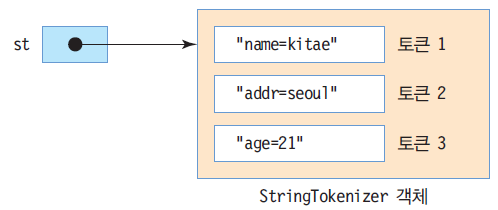 st
"name=kitae" 토큰 1
"addr=seoul" 토큰 2
"age=21" 토큰 3
StringTokenizer 객체